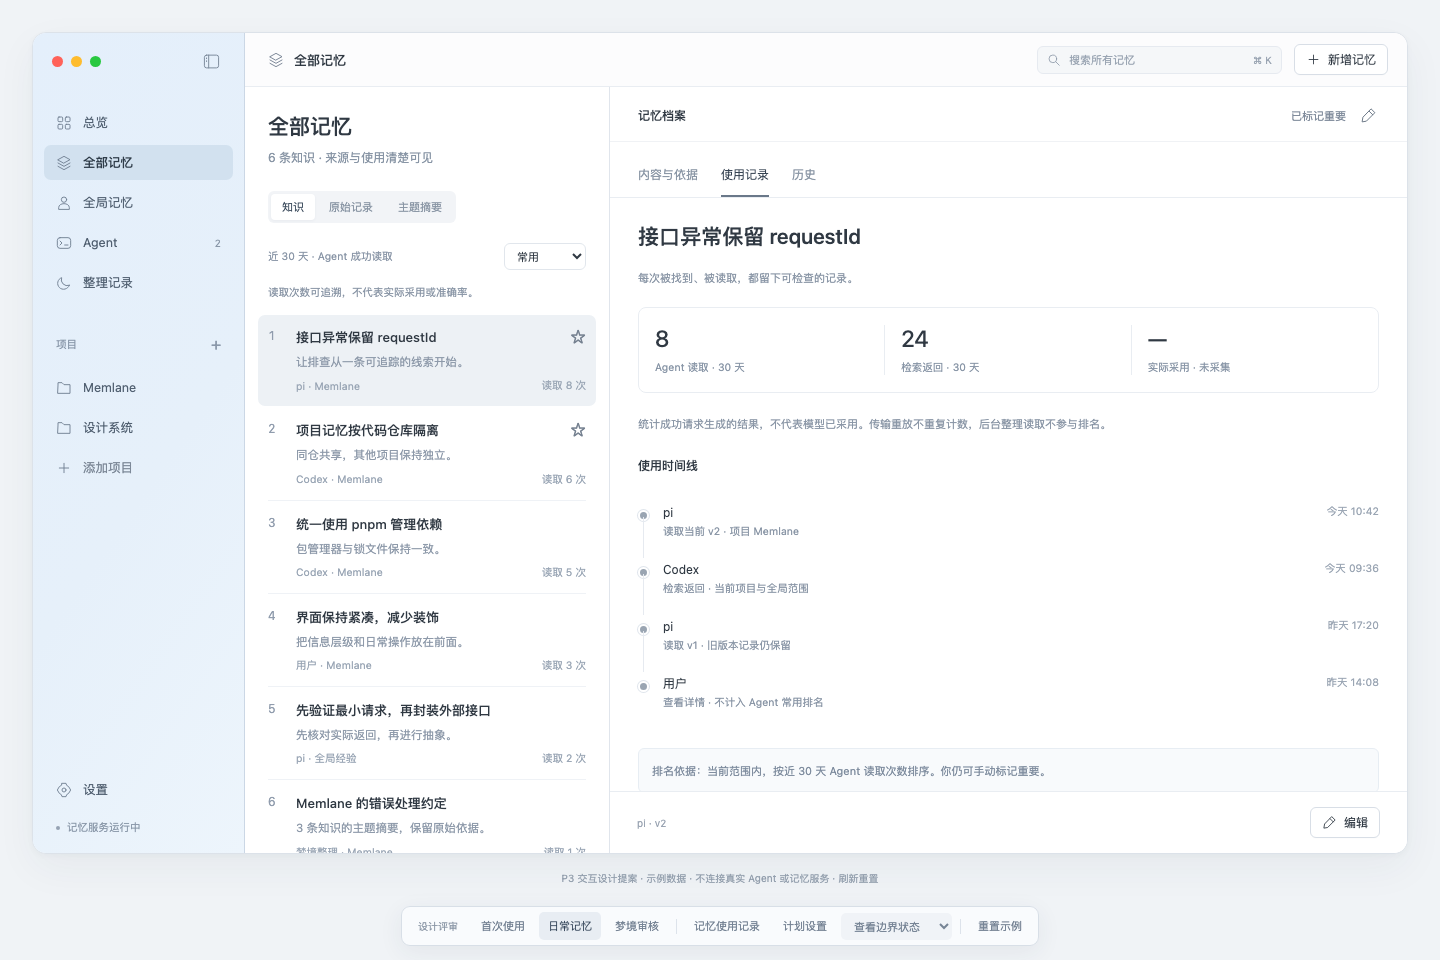 总览
全部记忆
全局记忆
Agent 2
整理记录
项目
Memlane
设计系统
添加项目
设置
记忆服务运行中
全部记忆
搜索所有记忆 ⌘ K
新增记忆
全部记忆
6 条知识 · 来源与使用清楚可见
知识 原始记录 主题摘要
近 30 天 · Agent 成功读取 常用
读取次数可追溯，不代表实际采用或准确率。
1 接口异常保留 requestId
让排查从一条可追踪的线索开始。
pi · Memlane 读取 8 次
2 项目记忆按代码仓库隔离
同仓共享，其他项目保持独立。
Codex · Memlane 读取 6 次
3 统一使用 pnpm 管理依赖
包管理器与锁文件保持一致。
Codex · Memlane 读取 5 次
4 界面保持紧凑，减少装饰
把信息层级和日常操作放在前面。
用户 · Memlane 读取 3 次
5 先验证最小请求，再封装外部接口
先核对实际返回，再进行抽象。
pi · 全局经验 读取 2 次
6 Memlane 的错误处理约定
3 条知识的主题摘要，保留原始依据。
梦境整理 · Memlane 读取 1 次
记忆档案
已标记重要
内容与依据 使用记录 历史
接口异常保留 requestId
每次被找到、被读取，都留下可检查的记录。
8
Agent 读取 · 30 天
24
检索返回 · 30 天
—
实际采用 · 未采集
统计成功请求生成的结果，不代表模型已采用。传输重放不重复计数，后台整理读取不参与排名。
使用时间线
pi 今天 10:42
读取当前 v2 · 项目 Memlane
Codex 今天 09:36
检索返回 · 当前项目与全局范围
pi 昨天 17:20
读取 v1 · 旧版本记录仍保留
用户 昨天 14:08
查看详情 · 不计入 Agent 常用排名
排名依据：当前范围内，按近 30 天 Agent 读取次数排序。你仍可手动标记重要。
pi · v2 编辑
P3 交互设计提案 · 示例数据 · 不连接真实 Agent 或记忆服务 · 刷新重置
设计评审 首次使用 日常记忆 梦境审核 记忆使用记录 计划设置 查看边界状态 重置示例